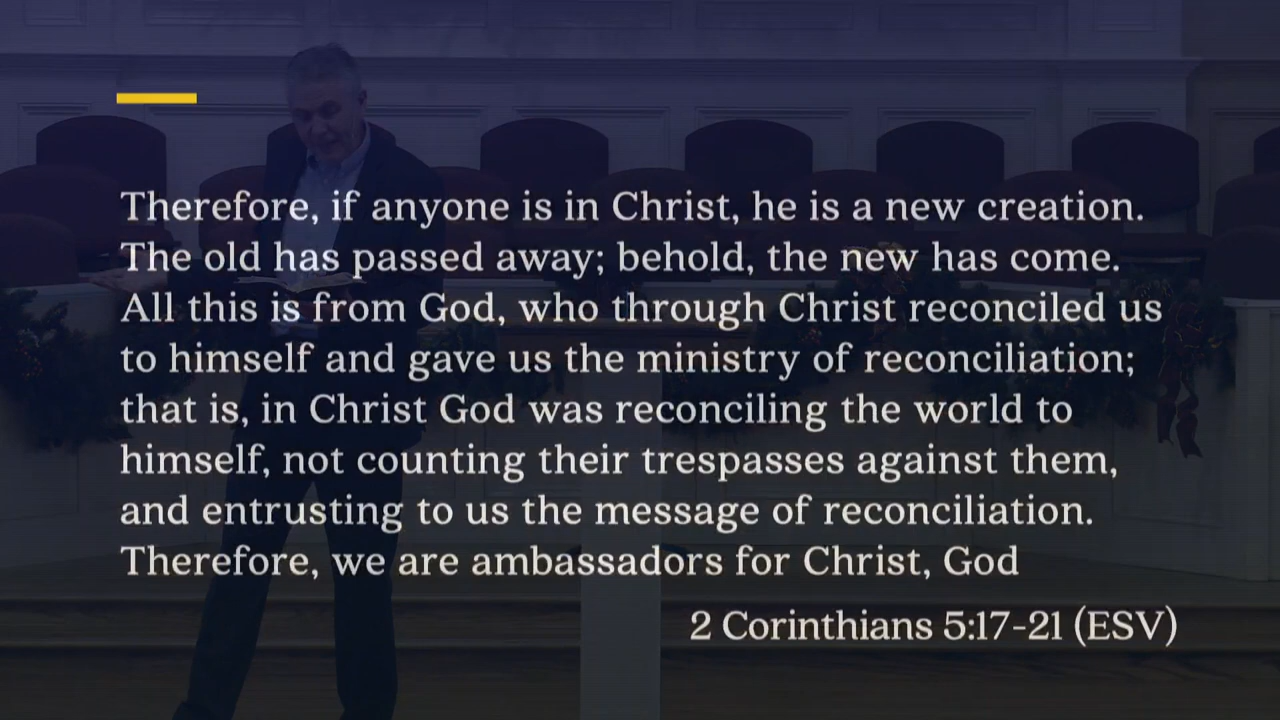 Therefore, if anyone is in Christ, he is a new creation.
The old has passed away; behold, the new has come.
All this is from God, who through Christ reconciled us
to himself and gave us the ministry of reconciliation;
that is, in Christ God was reconciling the world to
himself, not counting their trespasses against them,
and entrusting to us the message of reconciliation.
Therefore, we are ambassadors for Christ, God
2 Corinthians 5:17-21 (ESV)